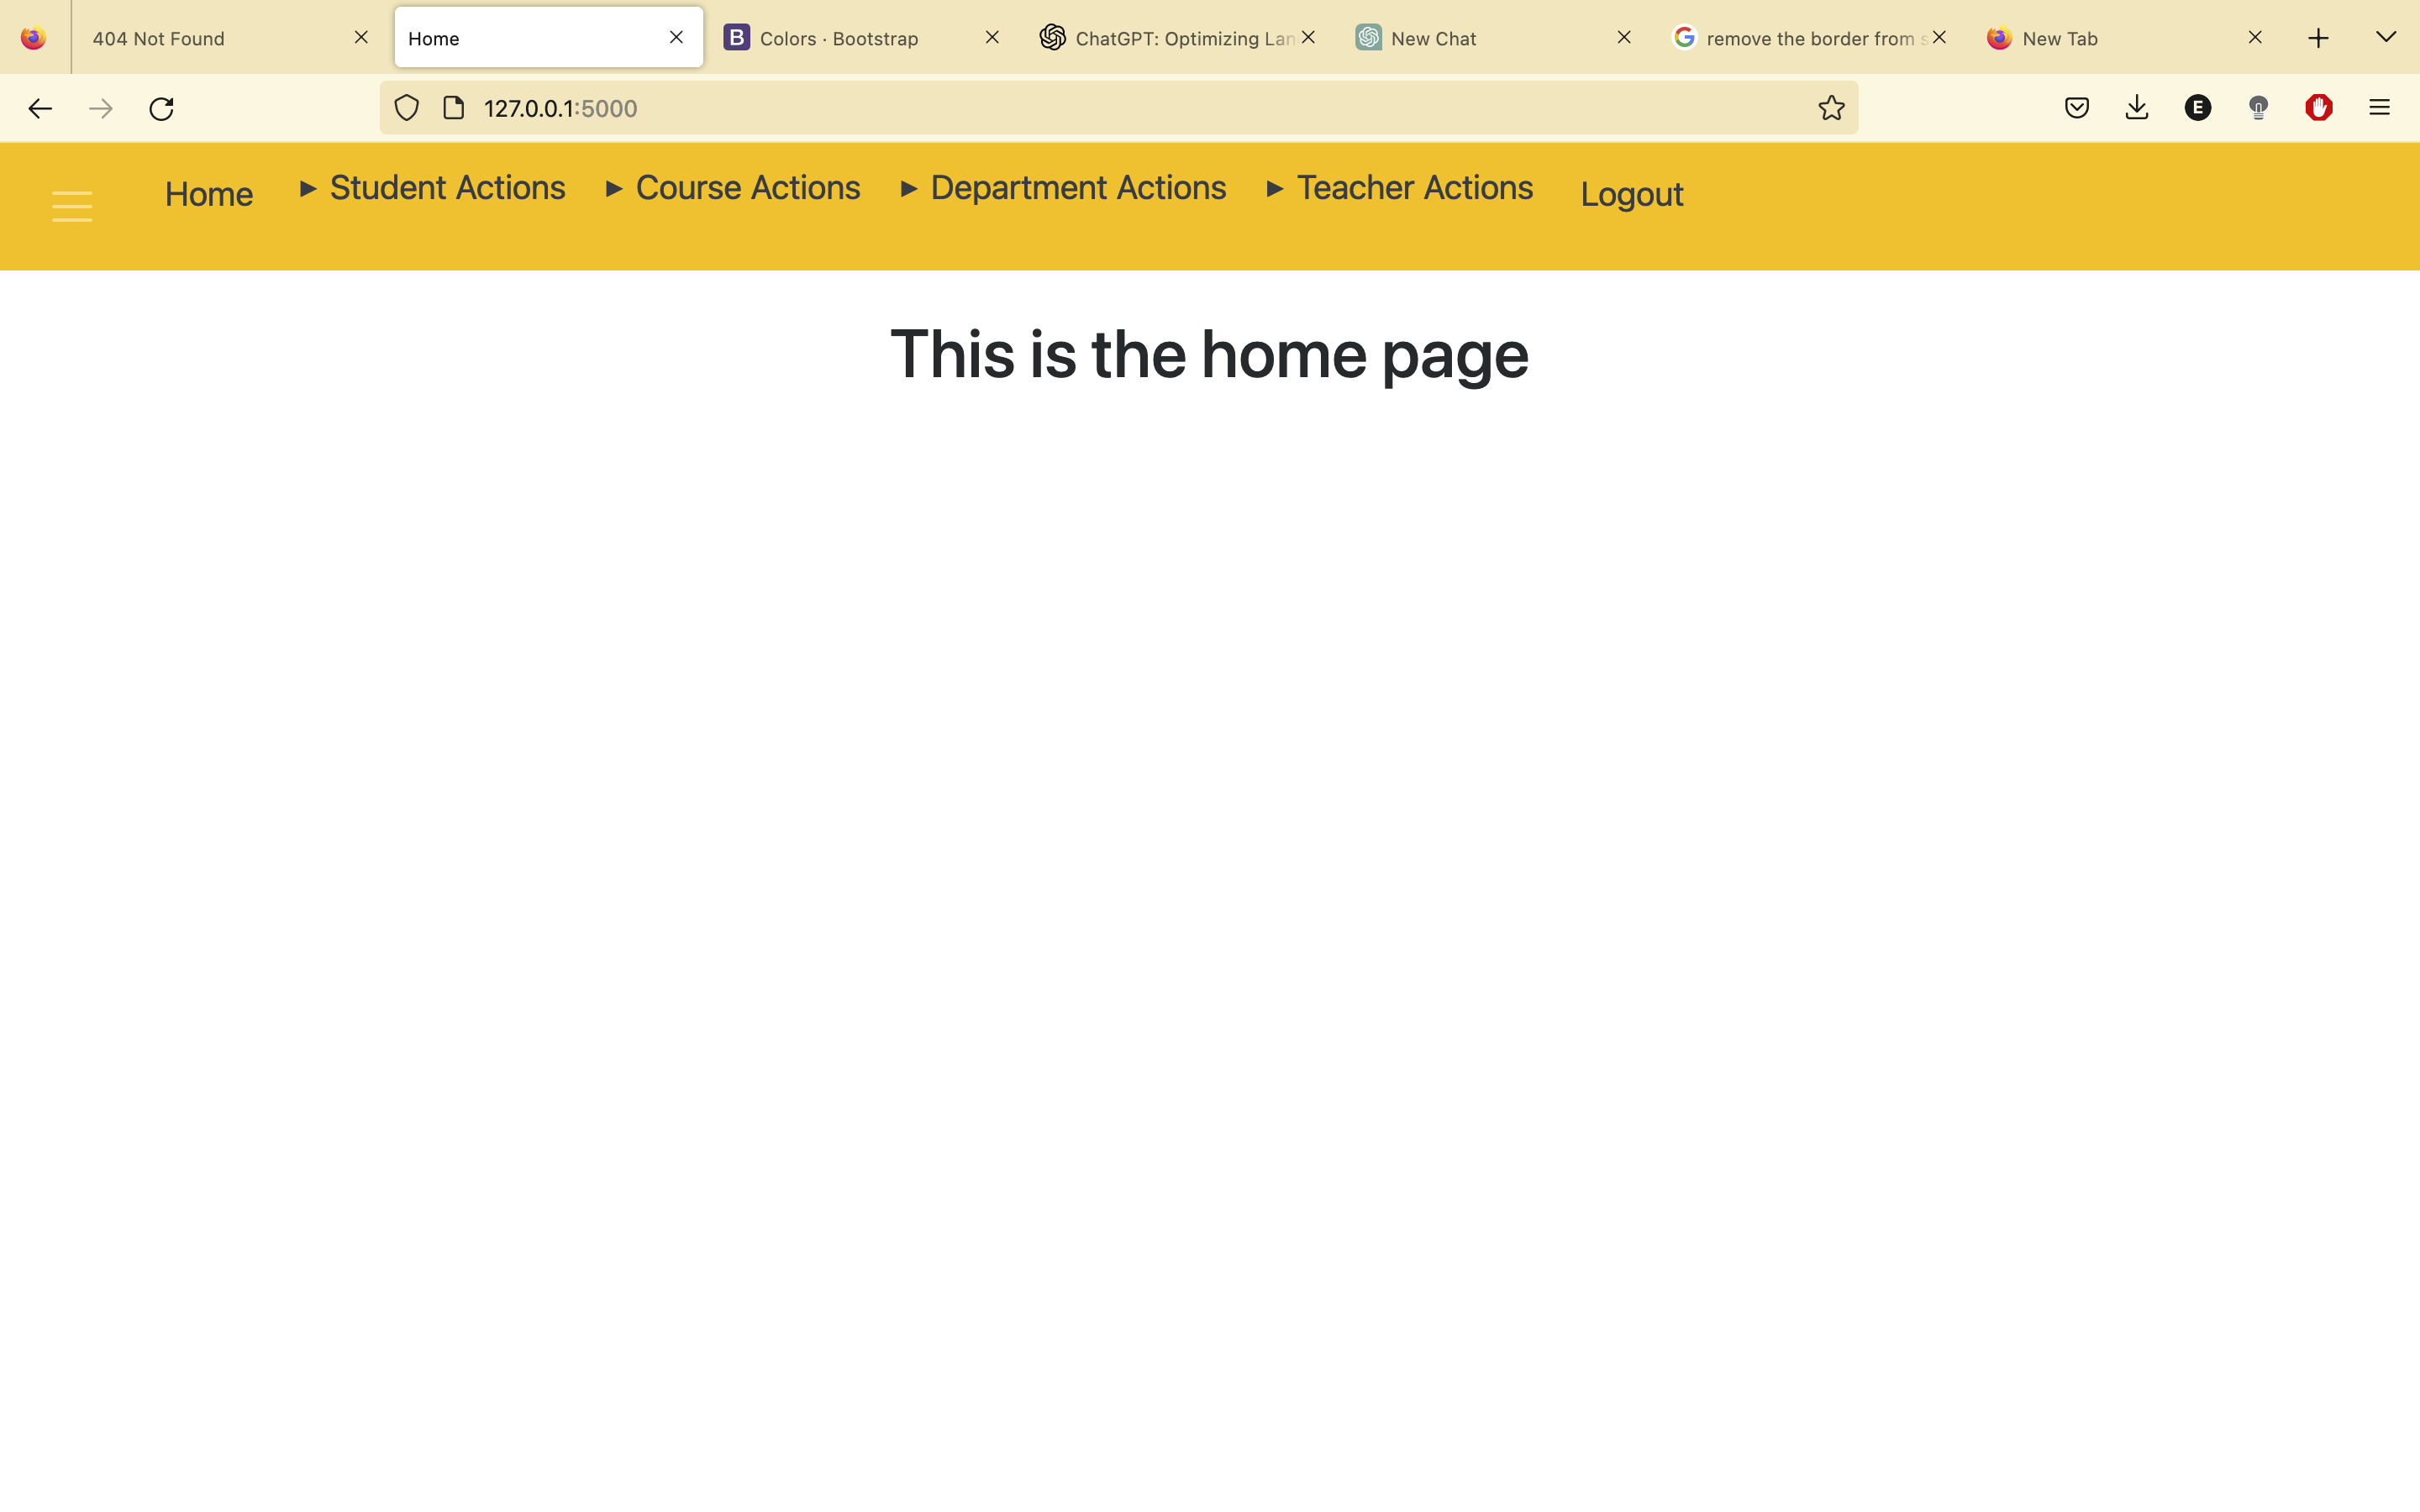 404 Not Found
Home
B Colors · Bootstrap
ChatGPT: Optimizing Lan
New Chat
G remove the border from s
New Tab
127.0.0.1:5000
E
Home
▶ Student Actions
▶ Course Actions
▶ Department Actions
▶ Teacher Actions
Logout
This is the home page